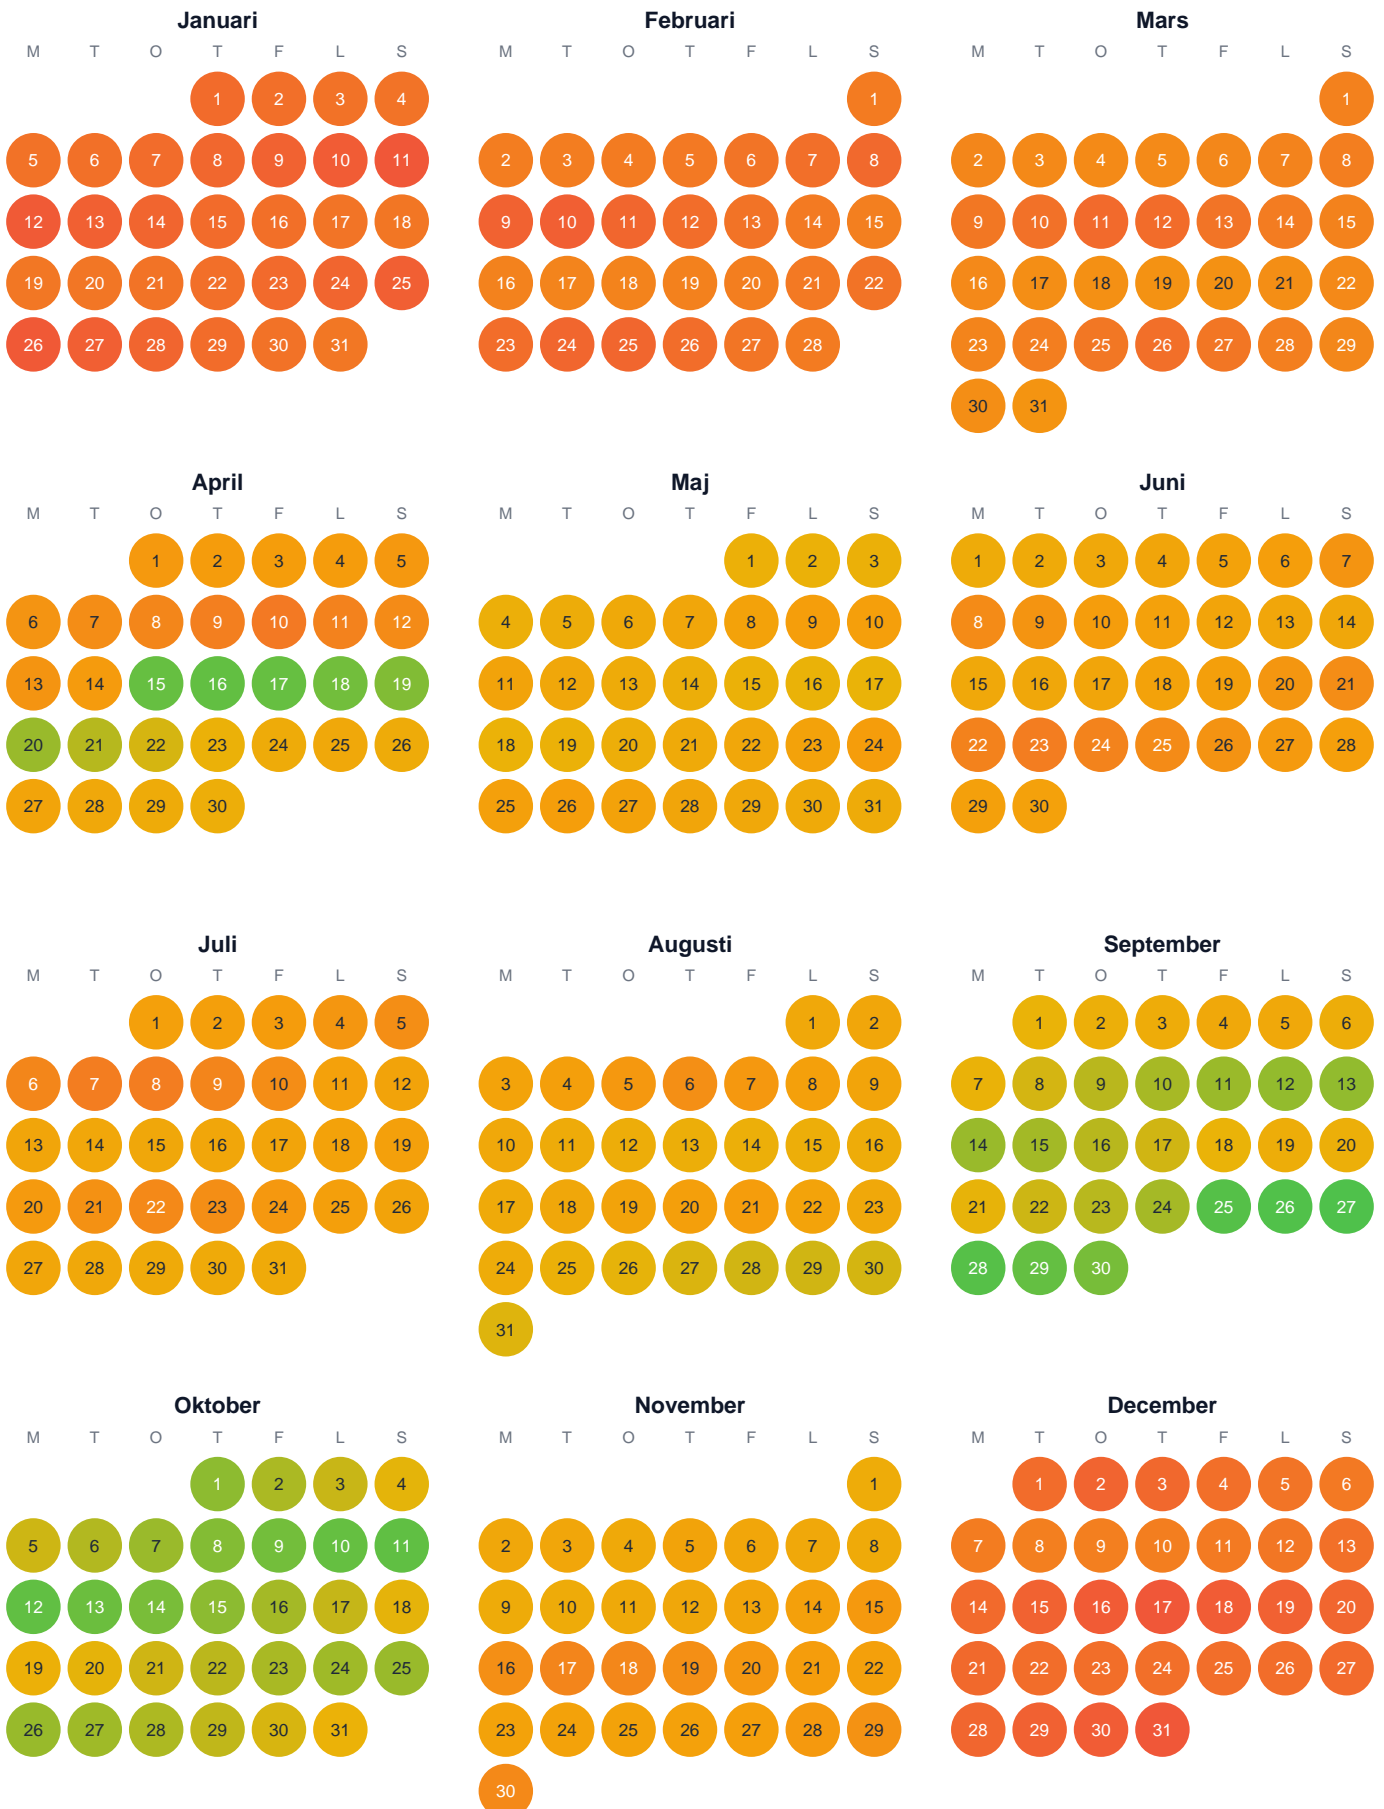 Januari Februari Mars
M T O T F L S M T O T F L S M T O T F L S
1 2 3 4 1 1
5 6 7 8 9 10 11 2 3 4 5 6 7 8 2 3 4 5 6 7 8
12 13 14 15 16 17 18 9 10 11 12 13 14 15 9 10 11 12 13 14 15
19 20 21 22 23 24 25 16 17 18 19 20 21 22 16 17 18 19 20 21 22
26 27 28 29 30 31 23 24 25 26 27 28 23 24 25 26 27 28 29
30 31
April Maj Juni
M T O T F L S M T O T F L S M T O T F L S
1 2 3 4 5 1 2 3 1 2 3 4 5 6 7
6 7 8 9 10 11 12 4 5 6 7 8 9 10 8 9 10 11 12 13 14
13 14 15 16 17 18 19 11 12 13 14 15 16 17 15 16 17 18 19 20 21
20 21 22 23 24 25 26 18 19 20 21 22 23 24 22 23 24 25 26 27 28
27 28 29 30 25 26 27 28 29 30 31 29 30
Juli Augusti September
M T O T F L S M T O T F L S M T O T F L S
1 2 3 4 5 1 2 1 2 3 4 5 6
6 7 8 9 10 11 12 3 4 5 6 7 8 9 7 8 9 10 11 12 13
13 14 15 16 17 18 19 10 11 12 13 14 15 16 14 15 16 17 18 19 20
20 21 22 23 24 25 26 17 18 19 20 21 22 23 21 22 23 24 25 26 27
27 28 29 30 31 24 25 26 27 28 29 30 28 29 30
31
Oktober November December
M T O T F L S M T O T F L S M T O T F L S
1 2 3 4 1 1 2 3 4 5 6
5 6 7 8 9 10 11 2 3 4 5 6 7 8 7 8 9 10 11 12 13
12 13 14 15 16 17 18 9 10 11 12 13 14 15 14 15 16 17 18 19 20
19 20 21 22 23 24 25 16 17 18 19 20 21 22 21 22 23 24 25 26 27
26 27 28 29 30 31 23 24 25 26 27 28 29 28 29 30 31
30